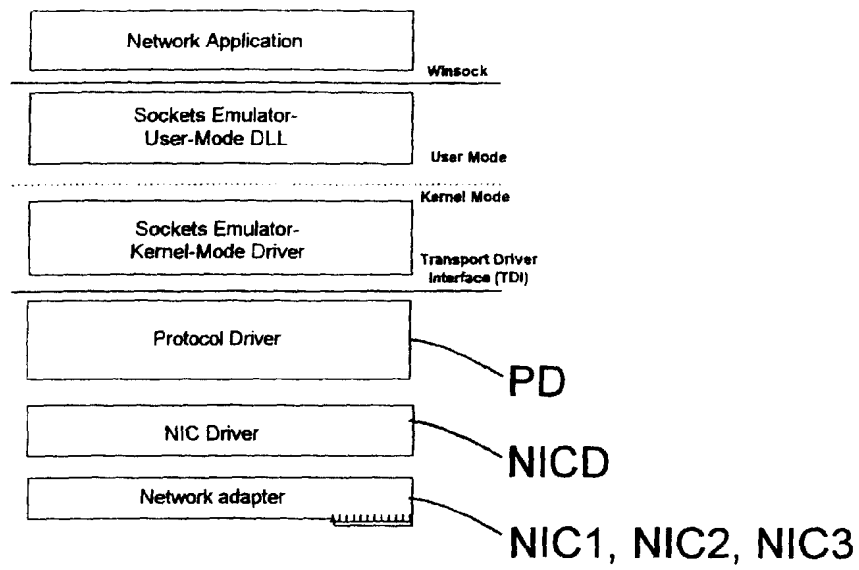 Network Application
Winsock
Sockets Emulator-
User-Mode DLL
User Mode
Kernel Mode
Sockets Emulator-
Kernel-Mode Driver
Transport Driver
Interface (TDI)
Protocol Driver
PD
NIC Driver
NICD
Network adapter
NIC1, NIC2, NIC3